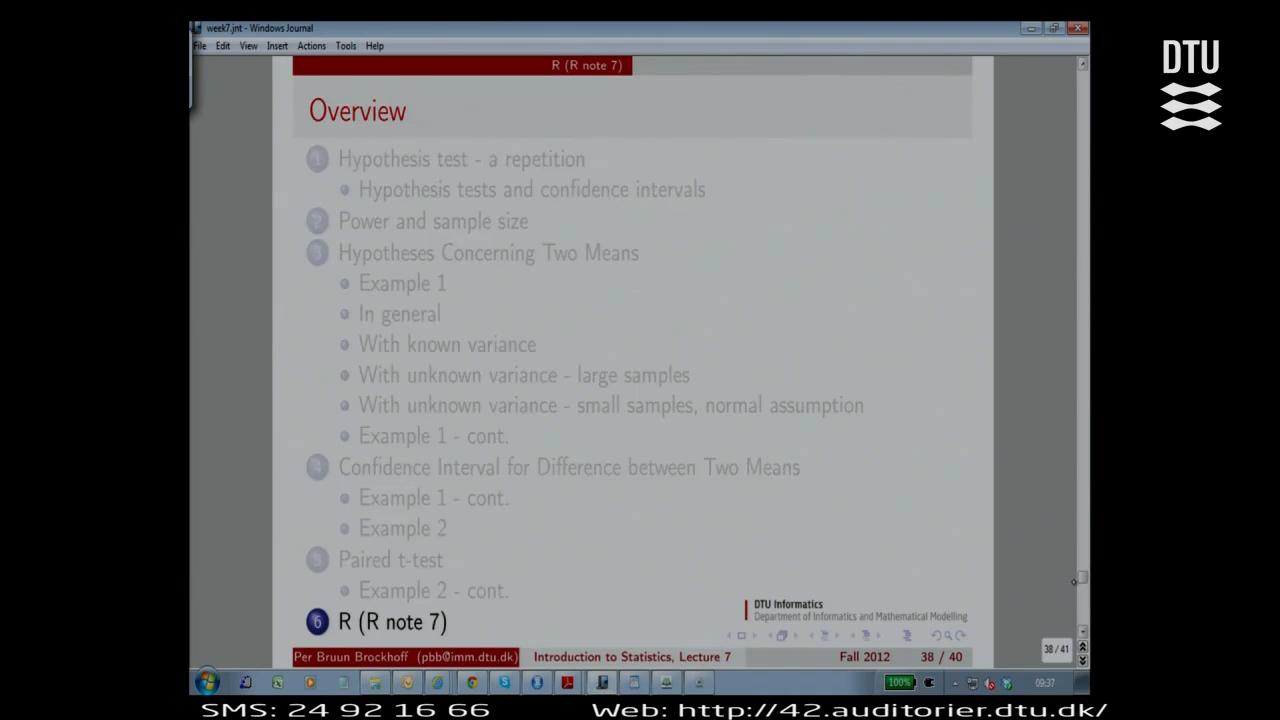 week7.jnt - Windows Journal
File Edit View Insert Actions Tools Help
DTU
R (R note 7)
Overview
1 Hypothesis test - a repetition
Hypothesis tests and confidence intervals
2 Power and sample size
3 Hypotheses Concerning Two Means
Example 1
In general
With known variance
With unknown variance - large samples
With unknown variance - small samples, normal assumption
Example 1 - cont.
4 Confidence Interval for Difference between Two Means
Example 1 - cont.
Example 2
5 Paired t-test
Example 2 - cont.
6 R (R note 7)
DTU Informatics
Department of Informatics and Mathematical Modelling
Per Bruun Brockhoff (pbb@imm.dtu.dk) Introduction to Statistics, Lecture 7 Fall 2012 38 / 40
38 / 41
100% 09:37
SMS: 24 92 16 66 Web: http://42.auditorier.dtu.dk/